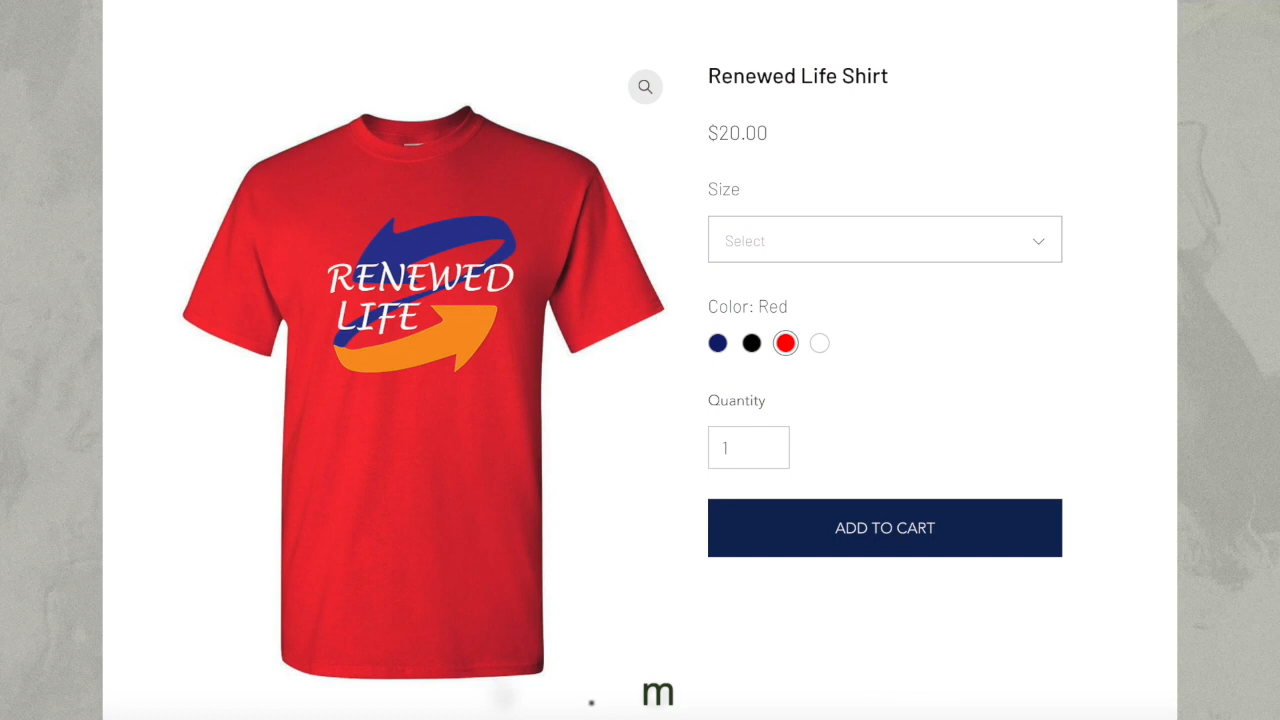 Renewed Life Shirt
$20.00
Size
Select
Color: Red
Quantity
1
ADD TO CART
RENEWED
LIFE
. m